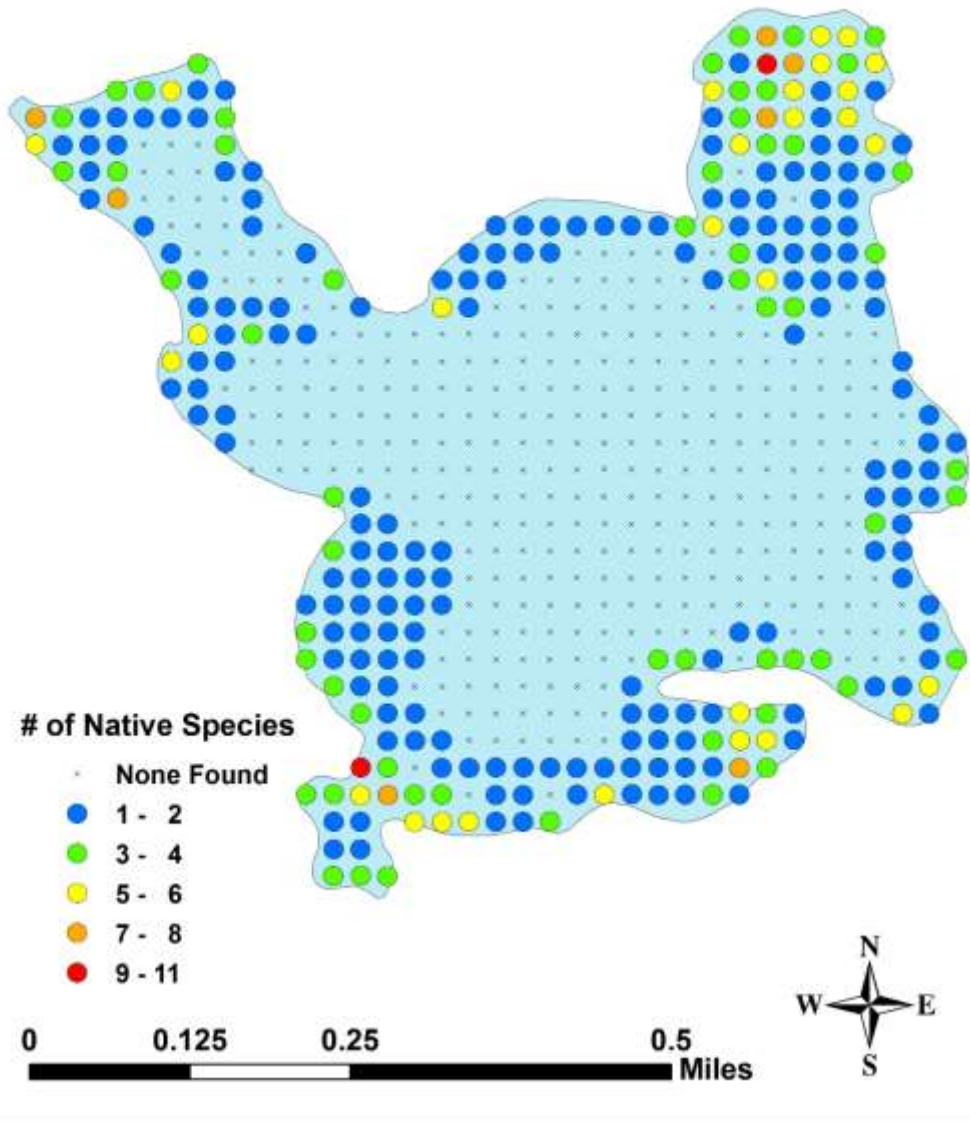 # of Native Species
None Found
1 - 2
3 - 4
5 - 6
7 - 8
9 - 11
N
W E
S
0 0.125 0.25 0.5
Miles